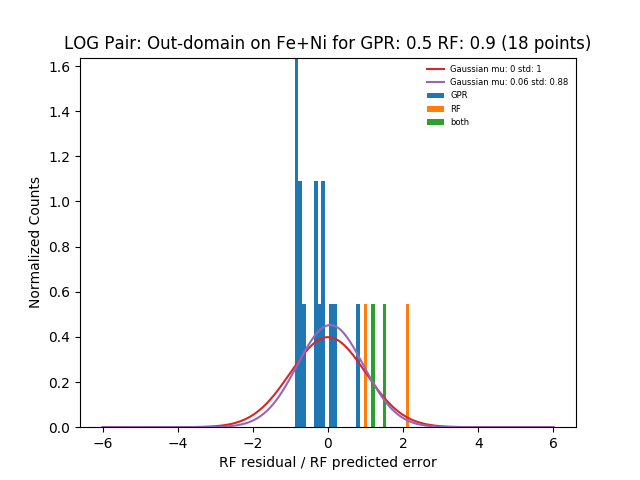 LOG Pair: Out-domain on Fe+Ni for GPR: 0.5 RF: 0.9 (18 points)
Gaussian mu: 0 std: 1
Gaussian mu: 0.06 std: 0.88
GPR
RF
both
Normalized Counts
1.6
1.4
1.2
1.0
0.8
0.6
0.4
0.2
0.0
−6 −4 −2 0 2 4 6
RF residual / RF predicted error